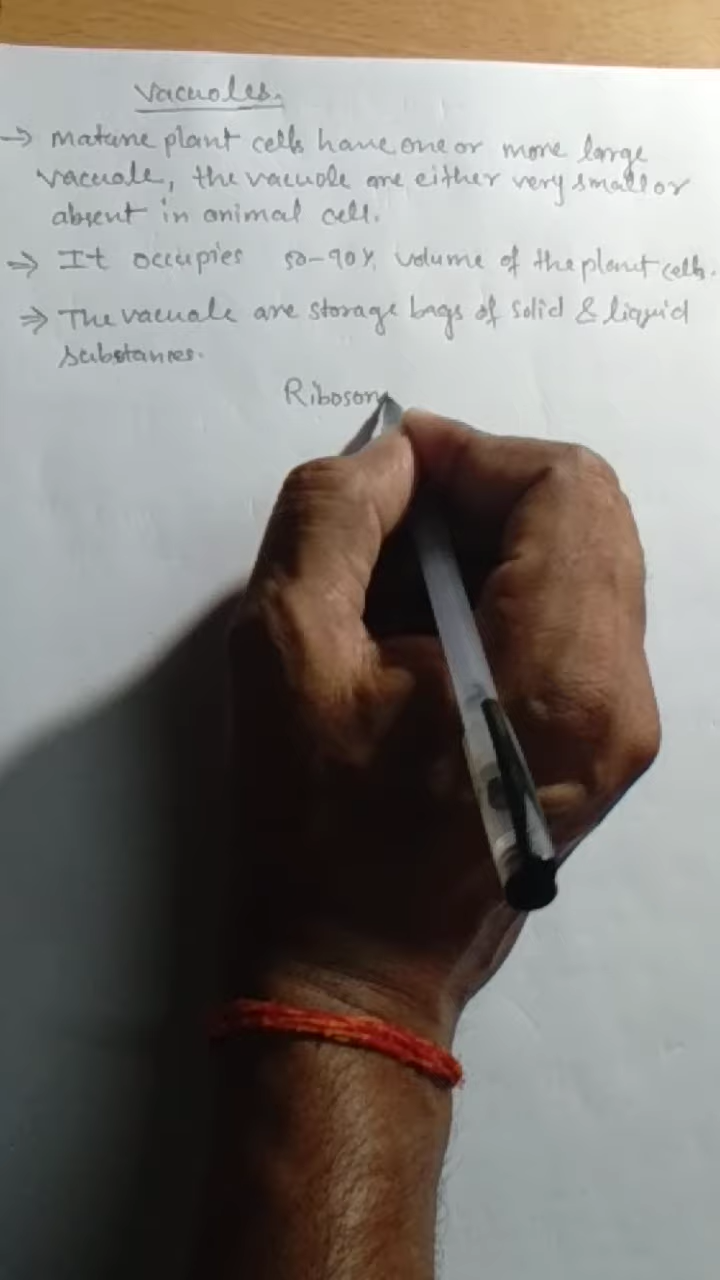 Vacuoles.
→ Mature plant cells have one or more large
vacuole, the vacuole are either very small or
absent in animal cell.
⇒ It occupies 50-90% volume of the plant cells.
⇒ The vacuale are storage bags of solid & liquid
substances.
Ribosom